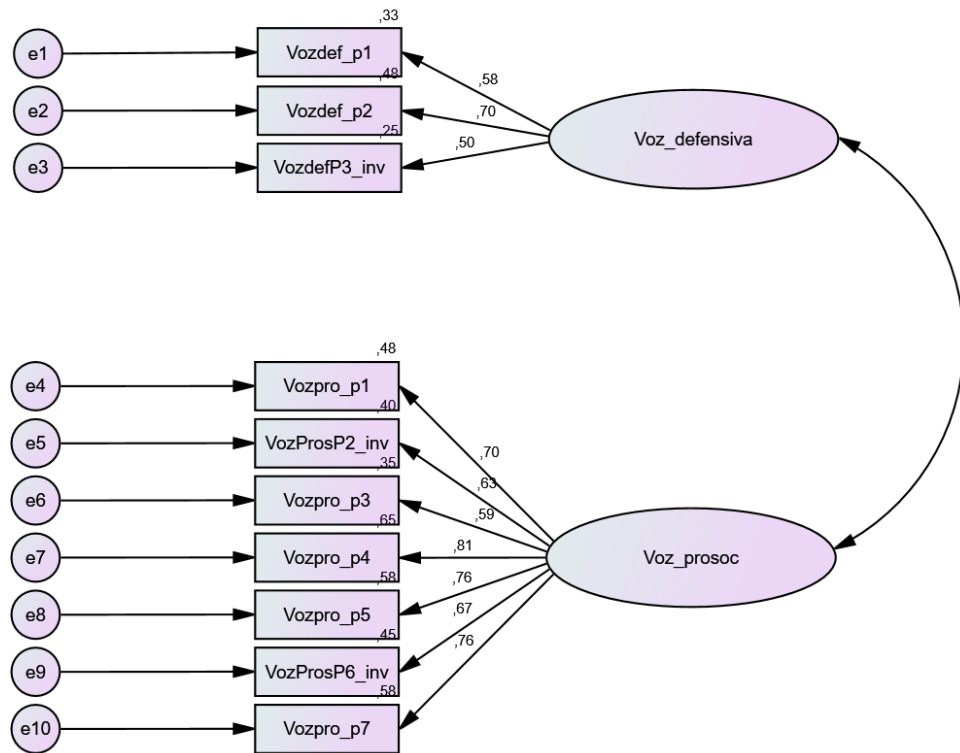 ,33
e1
Vozdef_p1
,58
,48
e2
Vozdef_p2
,70
Voz_defensiva
,25
e3
VozdefP3_inv
,50
,48
e4
Vozpro_p1
,70
,40
e5
VozProsP2_inv
,63
,35
e6
Vozpro_p3
,59
,65
e7
Vozpro_p4
,81
Voz_prosoc
,58
e8
Vozpro_p5
,76
,45
e9
VozProsP6_inv
,67
,58
e10
Vozpro_p7
,76